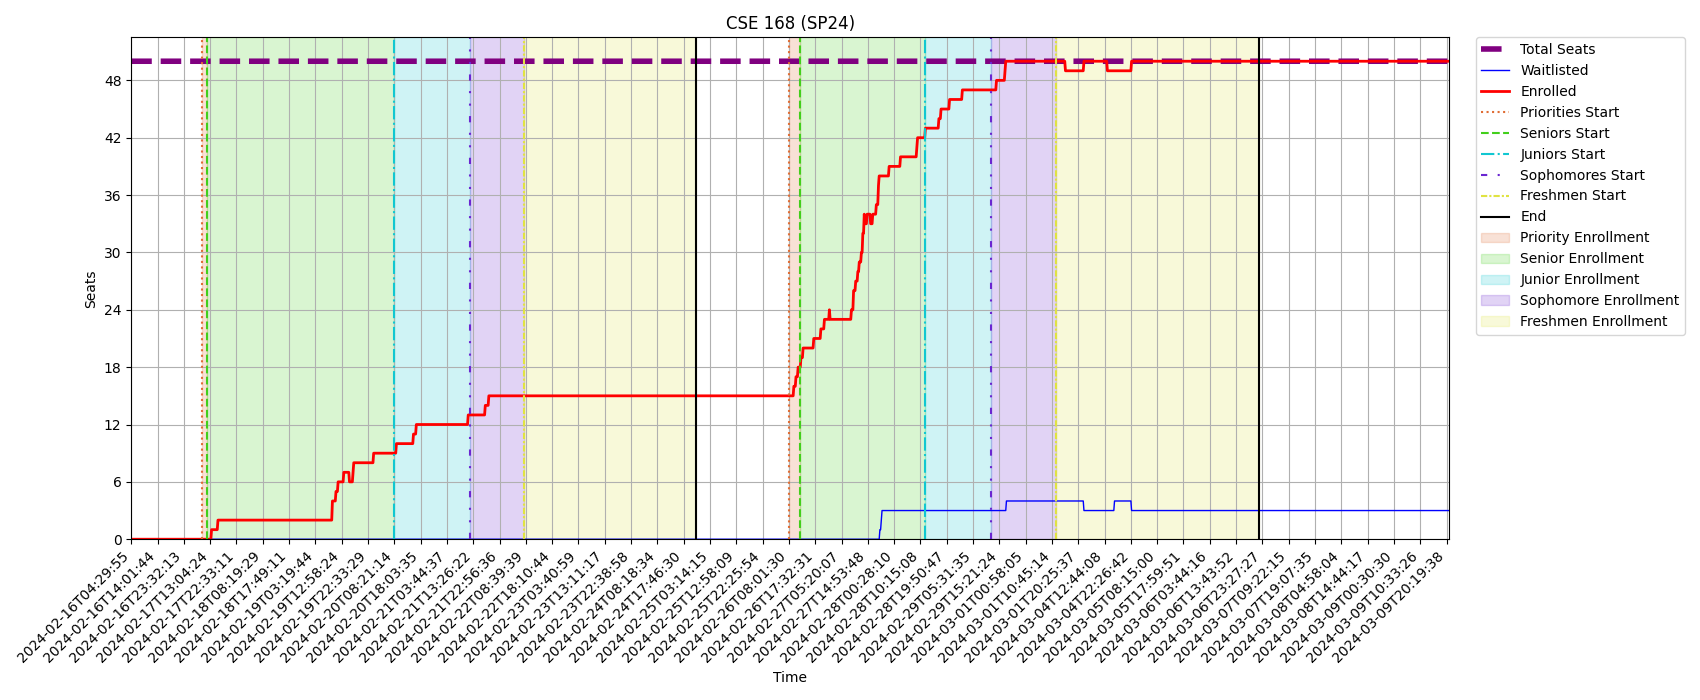 CSE 168 (SP24)
Seats
48
42
36
30
24
18
12
6
0
2024-02-16T04:29:55
2024-02-16T14:01:44
2024-02-16T23:32:13
2024-02-17T13:04:24
2024-02-17T22:33:11
2024-02-18T08:19:29
2024-02-18T17:49:11
2024-02-19T03:19:44
2024-02-19T12:58:24
2024-02-19T22:33:29
2024-02-20T08:21:14
2024-02-20T18:03:35
2024-02-21T03:44:37
2024-02-21T13:26:22
2024-02-21T22:56:36
2024-02-22T08:39:39
2024-02-22T18:10:44
2024-02-23T03:40:59
2024-02-23T13:11:17
2024-02-23T22:38:58
2024-02-24T08:18:34
2024-02-24T17:46:30
2024-02-25T03:14:15
2024-02-25T12:58:09
2024-02-25T22:25:54
2024-02-26T08:01:30
2024-02-26T17:32:31
2024-02-27T05:20:07
2024-02-27T14:53:48
2024-02-28T00:28:10
2024-02-28T10:15:08
2024-02-28T19:50:47
2024-02-29T05:31:35
2024-02-29T15:21:24
2024-03-01T00:58:05
2024-03-01T10:45:14
2024-03-01T20:25:37
2024-03-04T12:44:08
2024-03-04T22:26:42
2024-03-05T08:15:00
2024-03-05T17:59:51
2024-03-06T03:44:16
2024-03-06T13:43:52
2024-03-06T23:27:27
2024-03-07T09:22:15
2024-03-07T19:07:35
2024-03-08T04:58:04
2024-03-08T14:44:17
2024-03-09T00:30:30
2024-03-09T10:33:26
2024-03-09T20:19:38
Time
Total Seats
Waitlisted
Enrolled
Priorities Start
Seniors Start
Juniors Start
Sophomores Start
Freshmen Start
End
Priority Enrollment
Senior Enrollment
Junior Enrollment
Sophomore Enrollment
Freshmen Enrollment